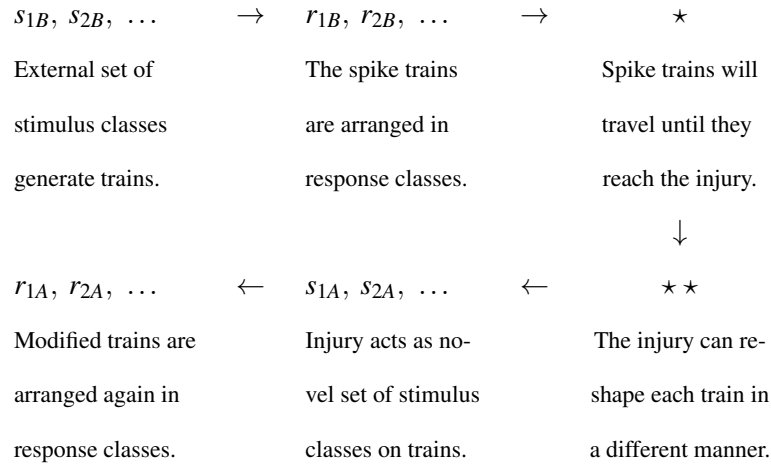 s1B, s2B, … → r1B, r2B, … → ⋆
External set of The spike trains Spike trains will
stimulus classes are arranged in travel until they
generate trains. response classes. reach the injury.
↓
r1A, r2A, … ← s1A, s2A, … ← ⋆⋆
Modified trains are Injury acts as no- The injury can re-
arranged again in vel set of stimulus shape each train in
response classes. classes on trains. a different manner.